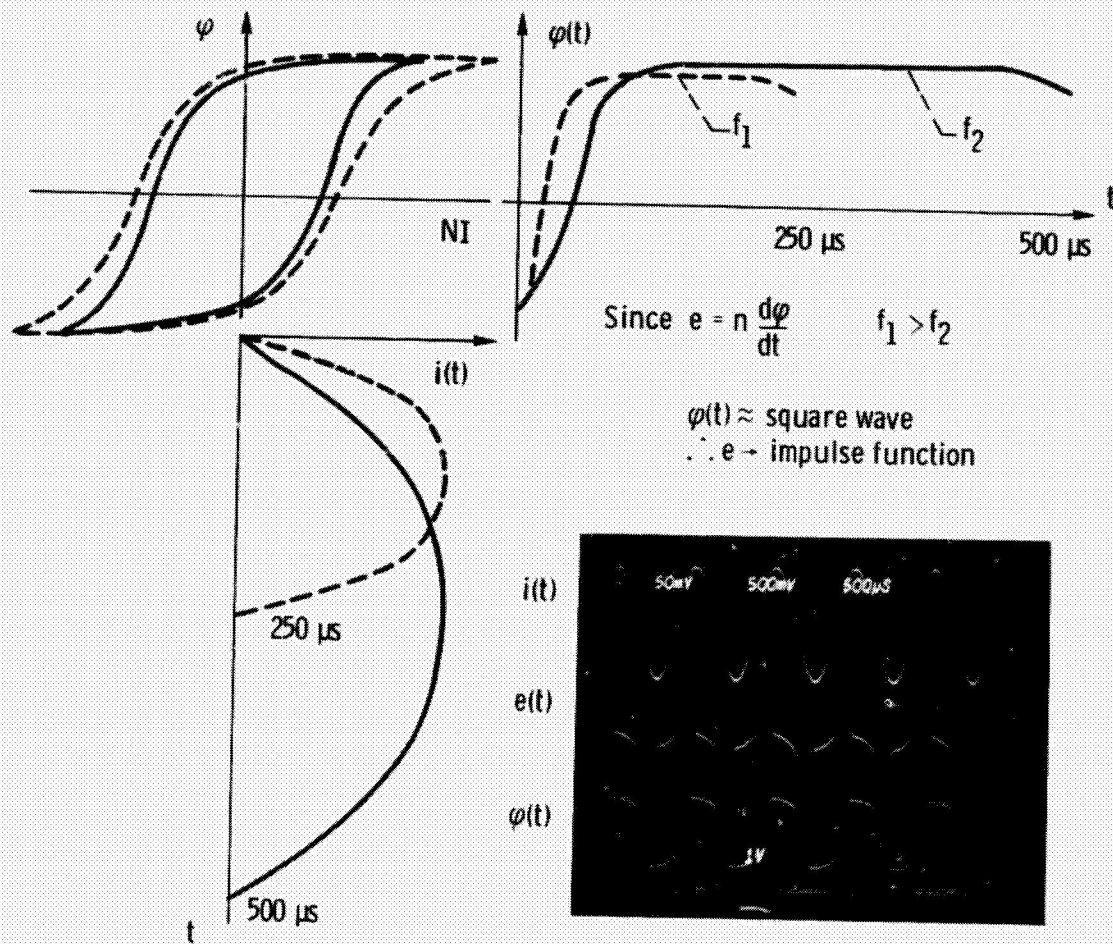 φ
φ(t)
f₁
f₂
t
NI
250 μs
500 μs
Since e = n dφ/dt
f₁ > f₂
i(t)
φ(t) ≈ square wave
∴ e → impulse function
250 μs
i(t)
50mV
500mV
500μS
e(t)
φ(t)
1V
500 μs
t